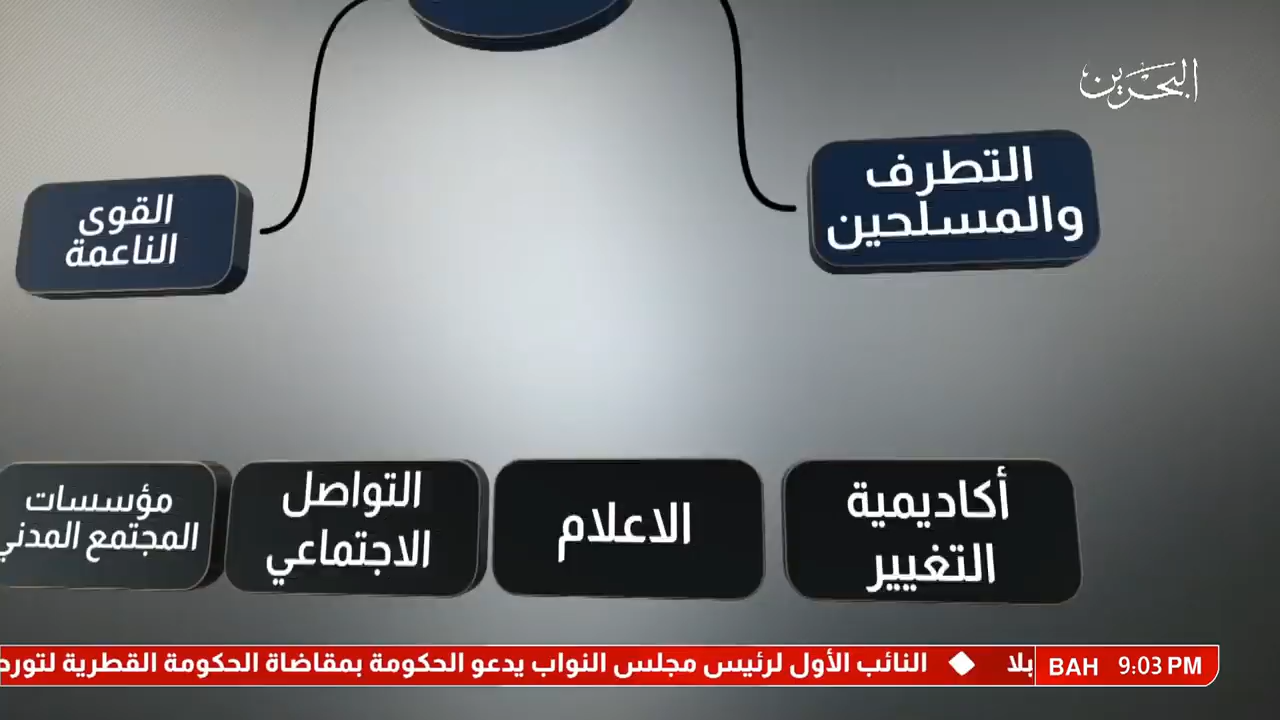 البحرين
التطرف
والمسلحين
القوى
الناعمة
أكاديمية
التغيير
الاعلام
التواصل
الاجتماعي
مؤسسات
المجتمع المدني
BAH 9:03 PM
بلا ◆ النائب الأول لرئيس مجلس النواب يدعو الحكومة بمقاضاة الحكومة القطرية